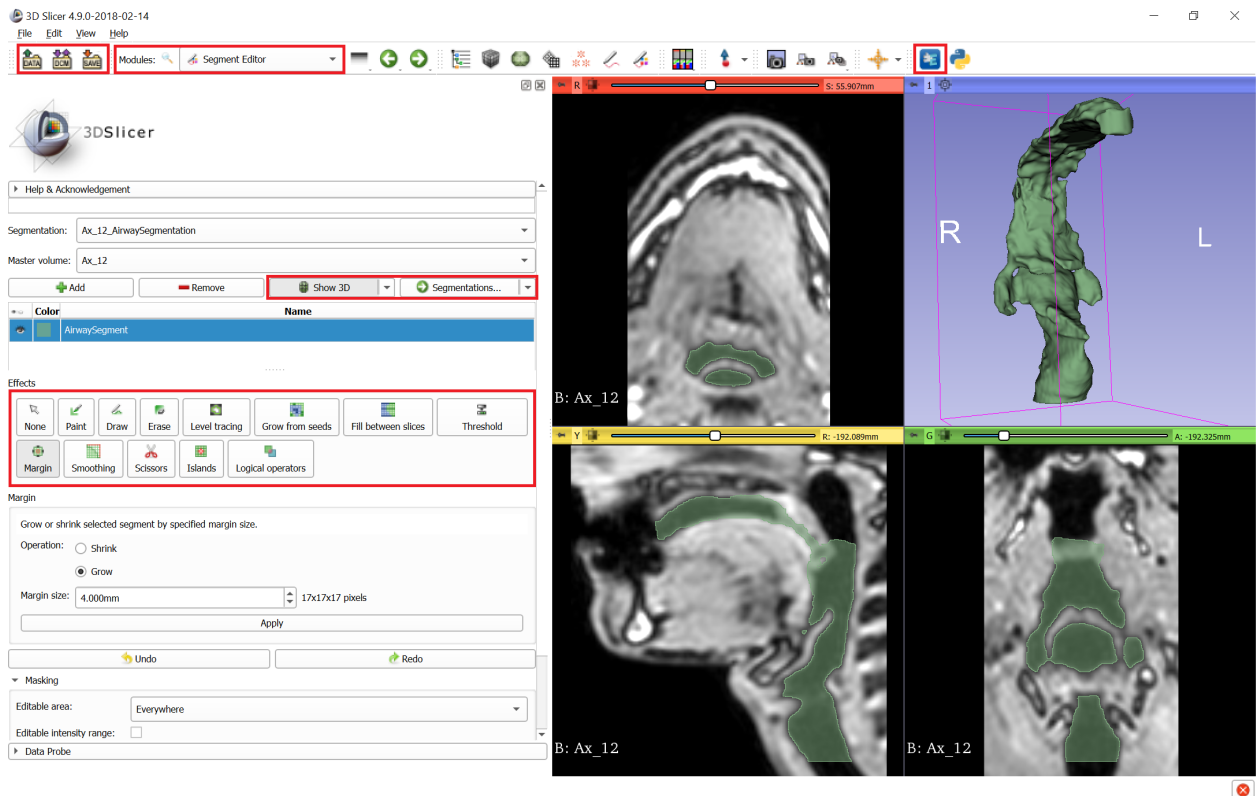 3D Slicer 4.9.0-2018-02-14
File Edit View Help
DATA DCM SAVE Modules: Segment Editor
R S: 55.907mm 1
3DSlicer
Help & Acknowledgement
Segmentation: Ax_12_AirwaySegmentation
Master volume: Ax_12
Add Remove Show 3D Segmentations...
Color Name
AirwaySegment
R L
Effects
B: Ax_12
None Paint Draw Erase Level tracing Grow from seeds Fill between slices Threshold
Y R: -192.089mm G A: -192.325mm
Margin Smoothing Scissors Islands Logical operators
Margin
Grow or shrink selected segment by specified margin size.
Operation: Shrink
Grow
Margin size: 4.000mm 17x17x17 pixels
Apply
Undo Redo
Masking
Editable area: Everywhere
Editable intensity range:
Data Probe
B: Ax_12 B: Ax_12